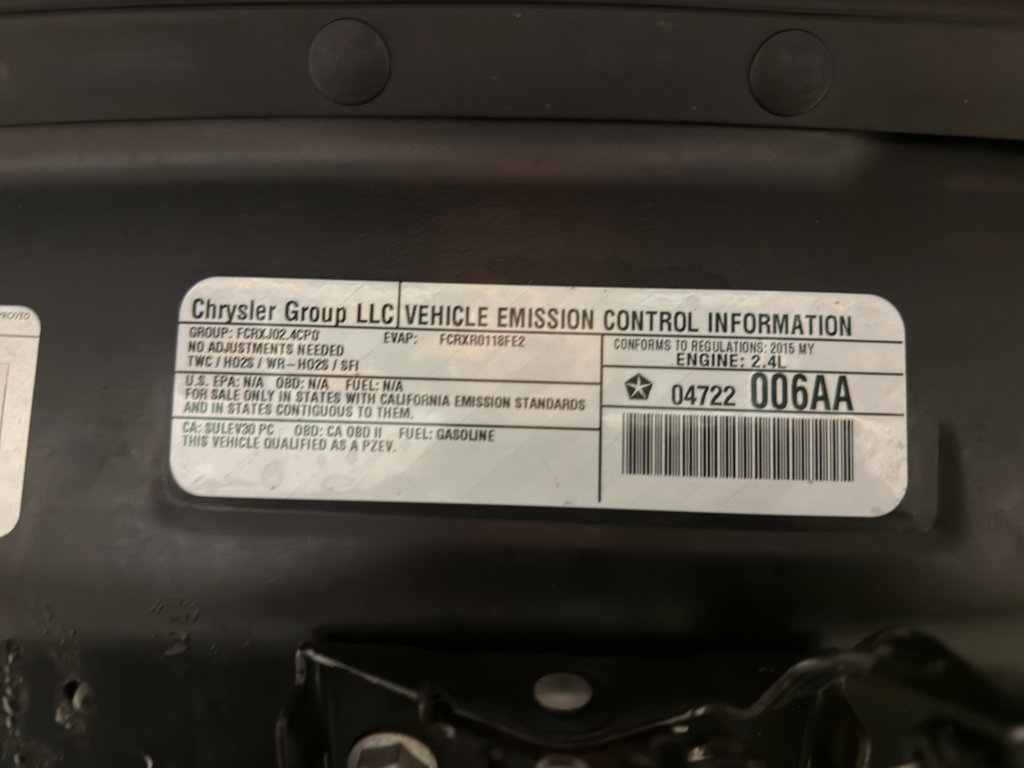 PROVED
Chrysler Group LLC
VEHICLE EMISSION CONTROL INFORMATION
GROUP: FCRXJ02.4CP0 EVAP: FCRXR0118FE2
NO ADJUSTMENTS NEEDED
TWC / HO2S / WR-HO2S / SFI
U.S. EPA: N/A OBD: N/A FUEL: N/A
FOR SALE ONLY IN STATES WITH CALIFORNIA EMISSION STANDARDS
AND IN STATES CONTIGUOUS TO THEM.
CA: SULEV30 PC OBD: CA OBD II FUEL: GASOLINE
THIS VEHICLE QUALIFIED AS A PZEV.
CONFORMS TO REGULATIONS: 2015 MY
ENGINE: 2.4L
04722 006AA